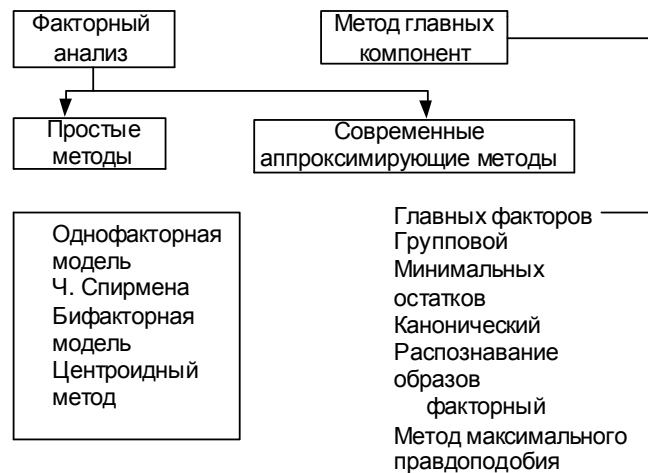 Факторный
анализ
Метод главных
компонент
Простые
методы
Современные
аппроксимирующие методы
Однофакторная
модель
Ч. Спирмена
Бифакторная
модель
Центроидный
метод
Главных факторов
Групповой
Минимальных
остатков
Канонический
Распознавание
образов
факторный
Метод максимального
правдоподобия